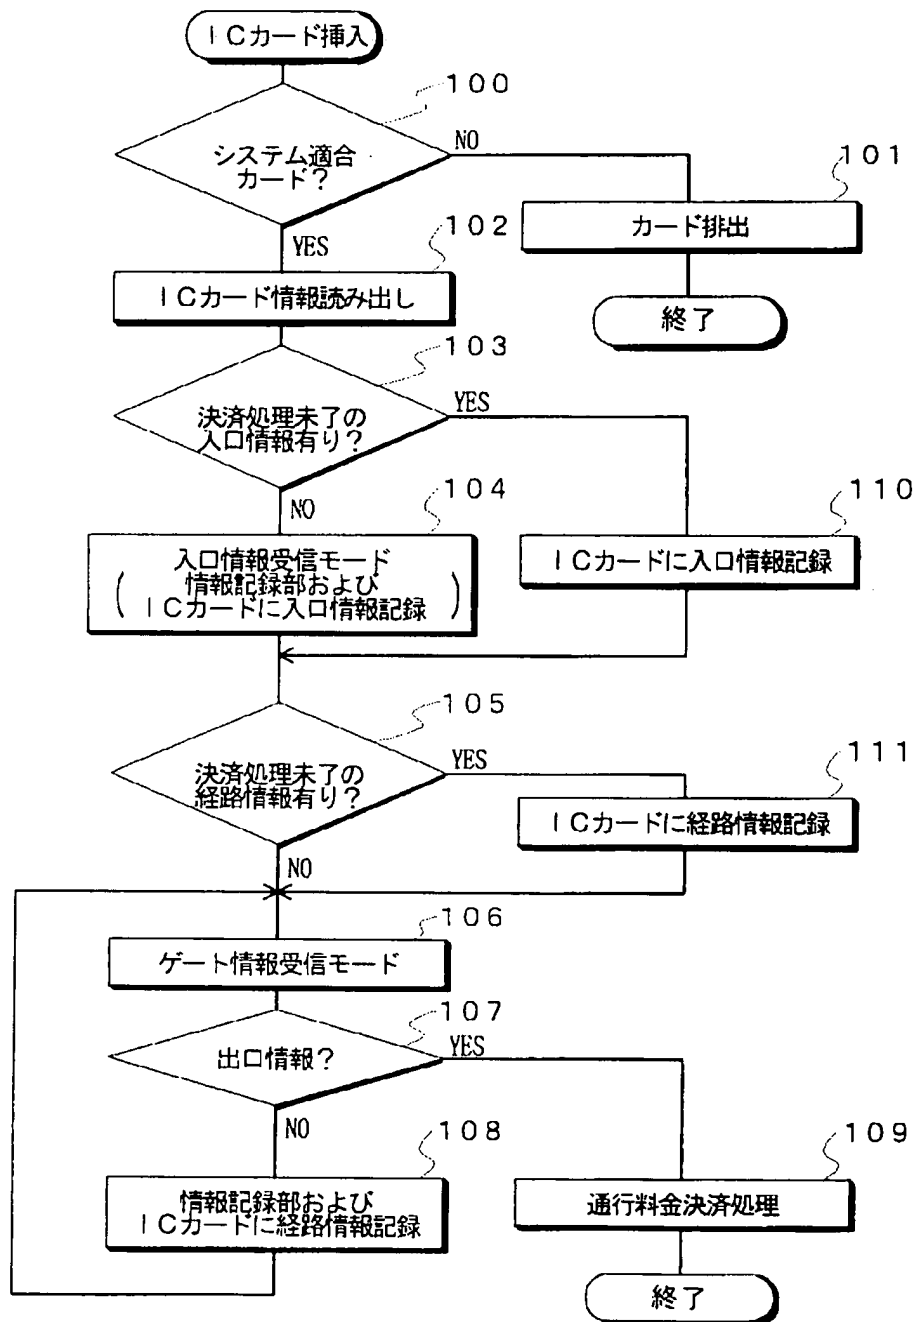 ＩＣカード挿入
100
システム適合
カード？
NO
101
カード排出
終了
YES
102
ＩＣカード情報読み出し
103
決済処理未了の
入口情報有り？
YES
NO
104
入口情報受信モード
(情報記録部および
ＩＣカードに入口情報記録)
110
ＩＣカードに入口情報記録
105
決済処理未了の
経路情報有り？
YES
111
ＩＣカードに経路情報記録
NO
106
ゲート情報受信モード
107
出口情報？
YES
NO
108
情報記録部および
ＩＣカードに経路情報記録
109
通行料金決済処理
終了